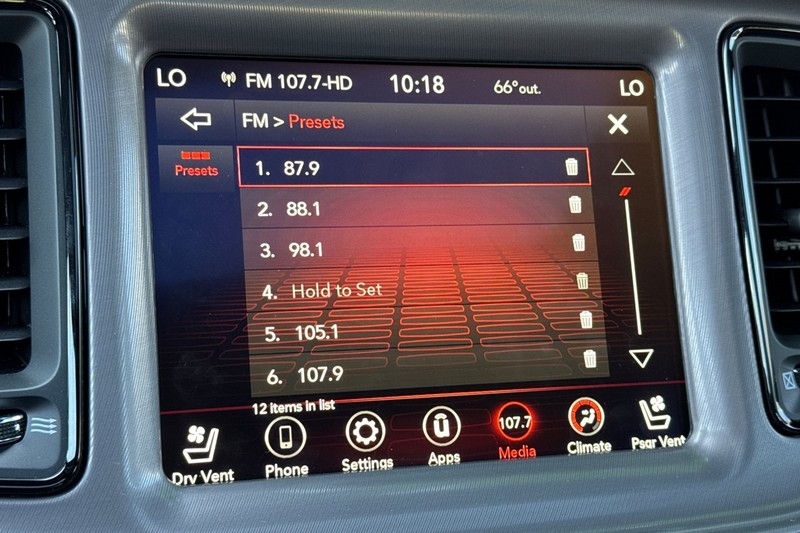 LO FM 107.7-HD 10:18 66°out. LO
FM > Presets
Presets
1. 87.9
2. 88.1
3. 98.1
4. Hold to Set
5. 105.1
6. 107.9
12 items in list
107.7
Drv Vent Phone Settings Apps Media Climate Psgr Vent